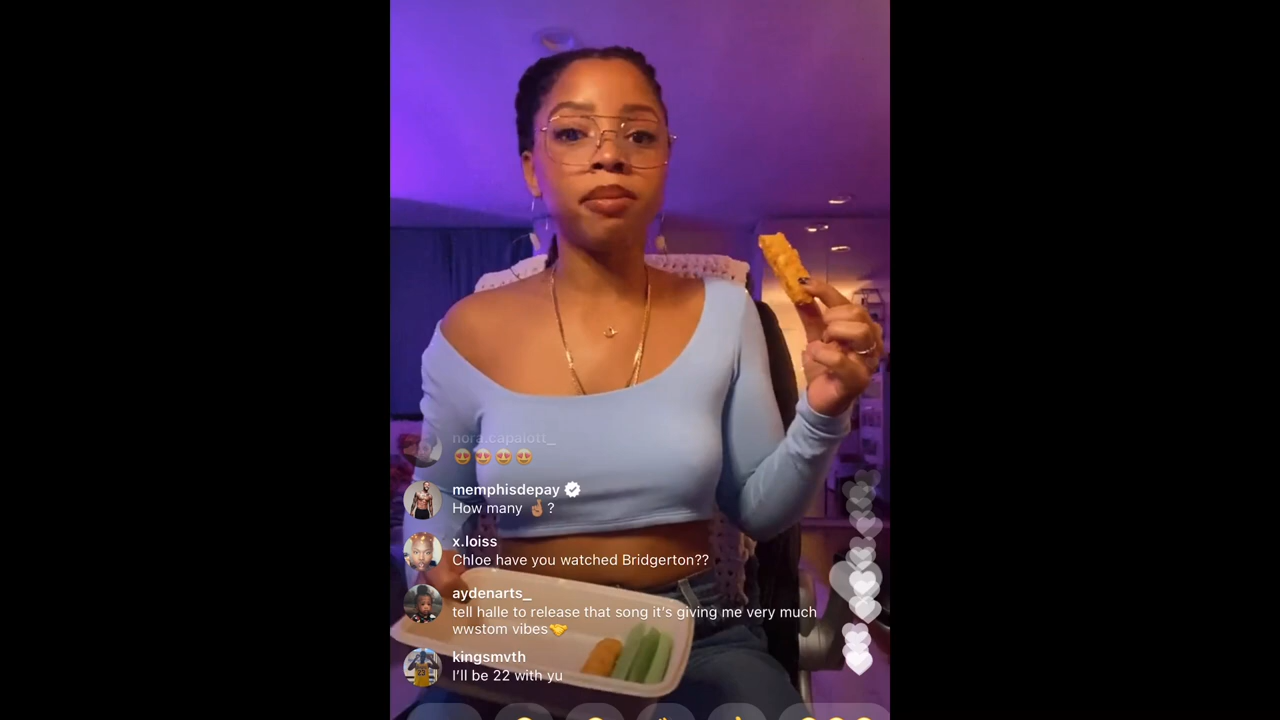 nora.capalott_
😍😍😍😍
memphisdepay
How many 🤞🏽?
x.loiss
Chloe have you watched Bridgerton??
aydenarts_
tell halle to release that song it's giving me very much
wwstom vibes🤝
kingsmvth
I'll be 22 with yu